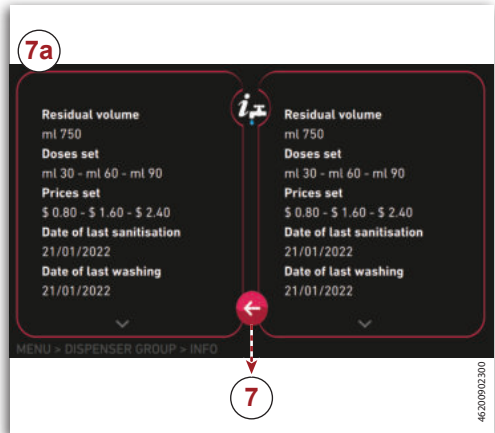 7a
i
Residual volume
ml 750
Doses set
ml 30 - ml 60 - ml 90
Prices set
$ 0.80 - $ 1.60 - $ 2.40
Date of last sanitisation
21/01/2022
Date of last washing
21/01/2022
Residual volume
ml 750
Doses set
ml 30 - ml 60 - ml 90
Prices set
$ 0.80 - $ 1.60 - $ 2.40
Date of last sanitisation
21/01/2022
Date of last washing
21/01/2022
MENU > DISPENSER GROUP > INFO
7
46200902300